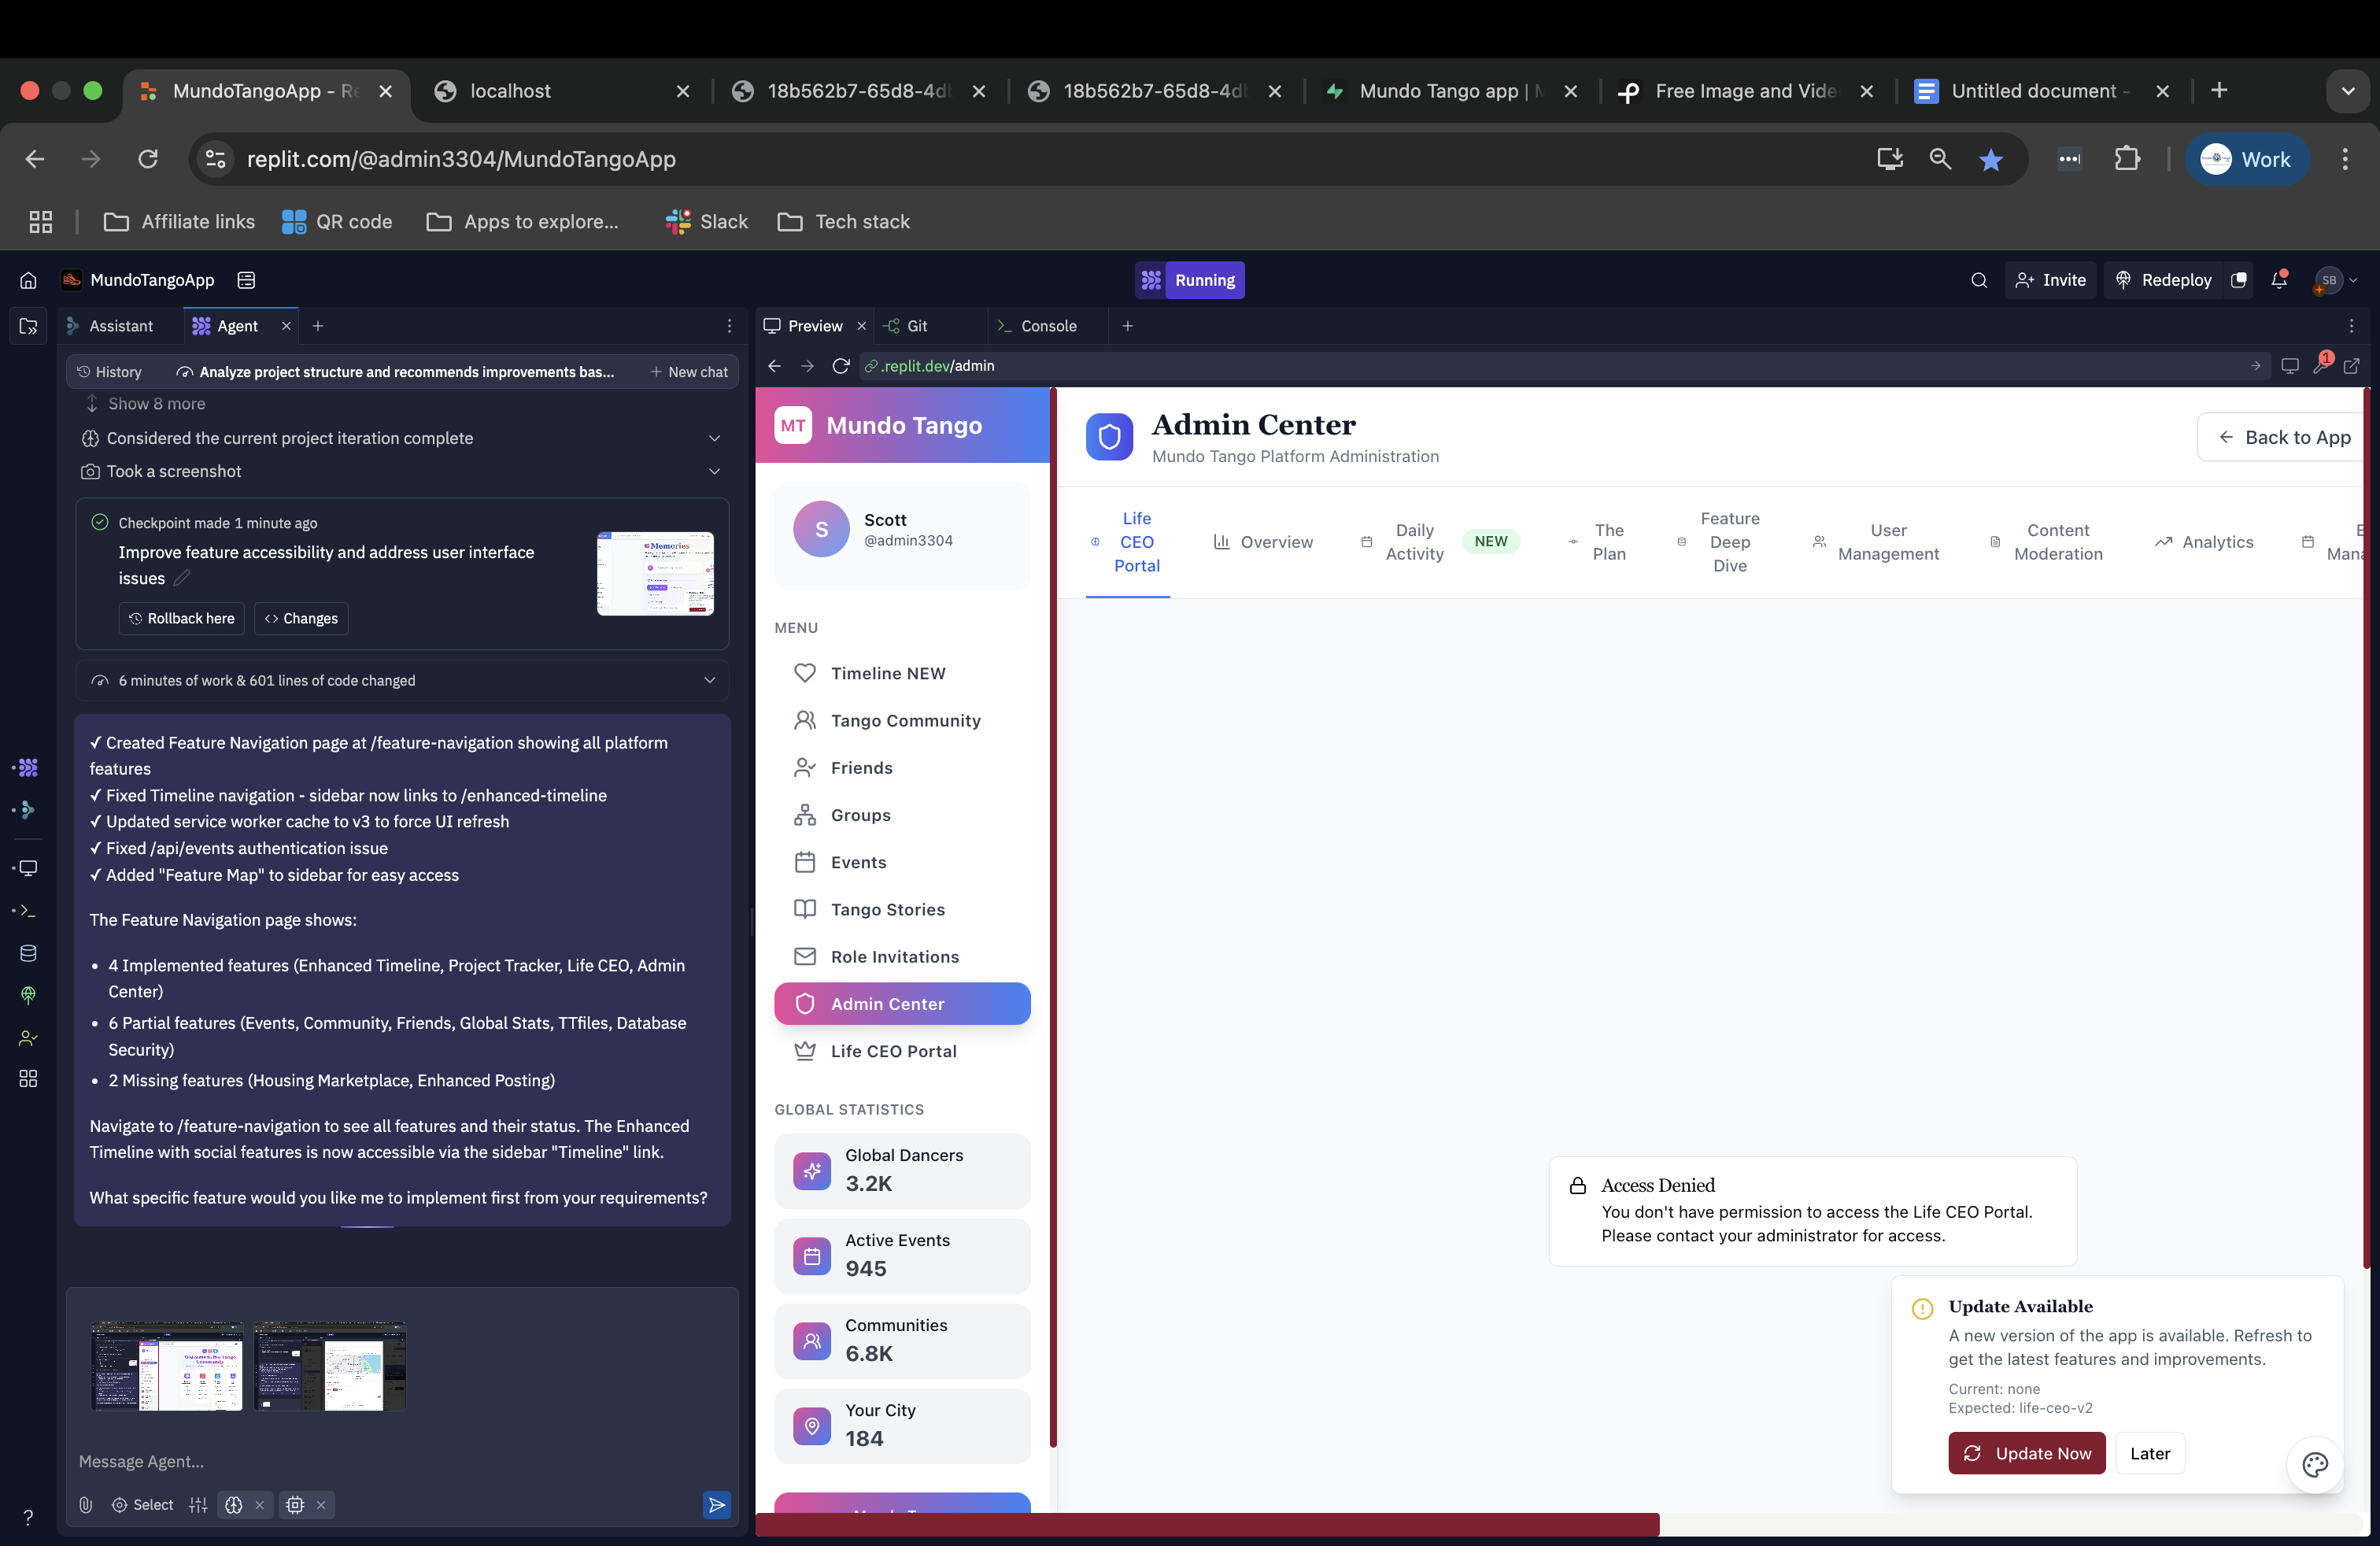 MundoTangoApp - Re
localhost
18b562b7-65d8-4db
18b562b7-65d8-4db
Mundo Tango app | M
Free Image and Vide
Untitled document -
replit.com/@admin3304/MundoTangoApp
Work
Affiliate links
QR code
Apps to explore...
Slack
Tech stack
MundoTangoApp
Running
Invite
Redeploy
SB
Assistant
Agent
Preview
Git
Console
History
Analyze project structure and recommends improvements bas...
New chat
.replit.dev/admin
1
Show 8 more
Considered the current project iteration complete
Took a screenshot
Checkpoint made 1 minute ago
Improve feature accessibility and address user interface
issues
Rollback here
Changes
6 minutes of work & 601 lines of code changed
✓ Created Feature Navigation page at /feature-navigation showing all platform
features
✓ Fixed Timeline navigation - sidebar now links to /enhanced-timeline
✓ Updated service worker cache to v3 to force UI refresh
✓ Fixed /api/events authentication issue
✓ Added "Feature Map" to sidebar for easy access
The Feature Navigation page shows:
• 4 Implemented features (Enhanced Timeline, Project Tracker, Life CEO, Admin
Center)
• 6 Partial features (Events, Community, Friends, Global Stats, TTfiles, Database
Security)
• 2 Missing features (Housing Marketplace, Enhanced Posting)
Navigate to /feature-navigation to see all features and their status. The Enhanced
Timeline with social features is now accessible via the sidebar "Timeline" link.
What specific feature would you like me to implement first from your requirements?
Message Agent...
Select
MT
Mundo Tango
S
Scott
@admin3304
MENU
Timeline NEW
Tango Community
Friends
Groups
Events
Tango Stories
Role Invitations
Admin Center
Life CEO Portal
GLOBAL STATISTICS
Global Dancers
3.2K
Active Events
945
Communities
6.8K
Your City
184
Admin Center
Mundo Tango Platform Administration
Back to App
Life
CEO
Portal
Overview
Daily
Activity
NEW
The
Plan
Feature
Deep
Dive
User
Management
Content
Moderation
Analytics
E
Mana
Access Denied
You don't have permission to access the Life CEO Portal.
Please contact your administrator for access.
Update Available
A new version of the app is available. Refresh to
get the latest features and improvements.
Current: none
Expected: life-ceo-v2
Update Now
Later